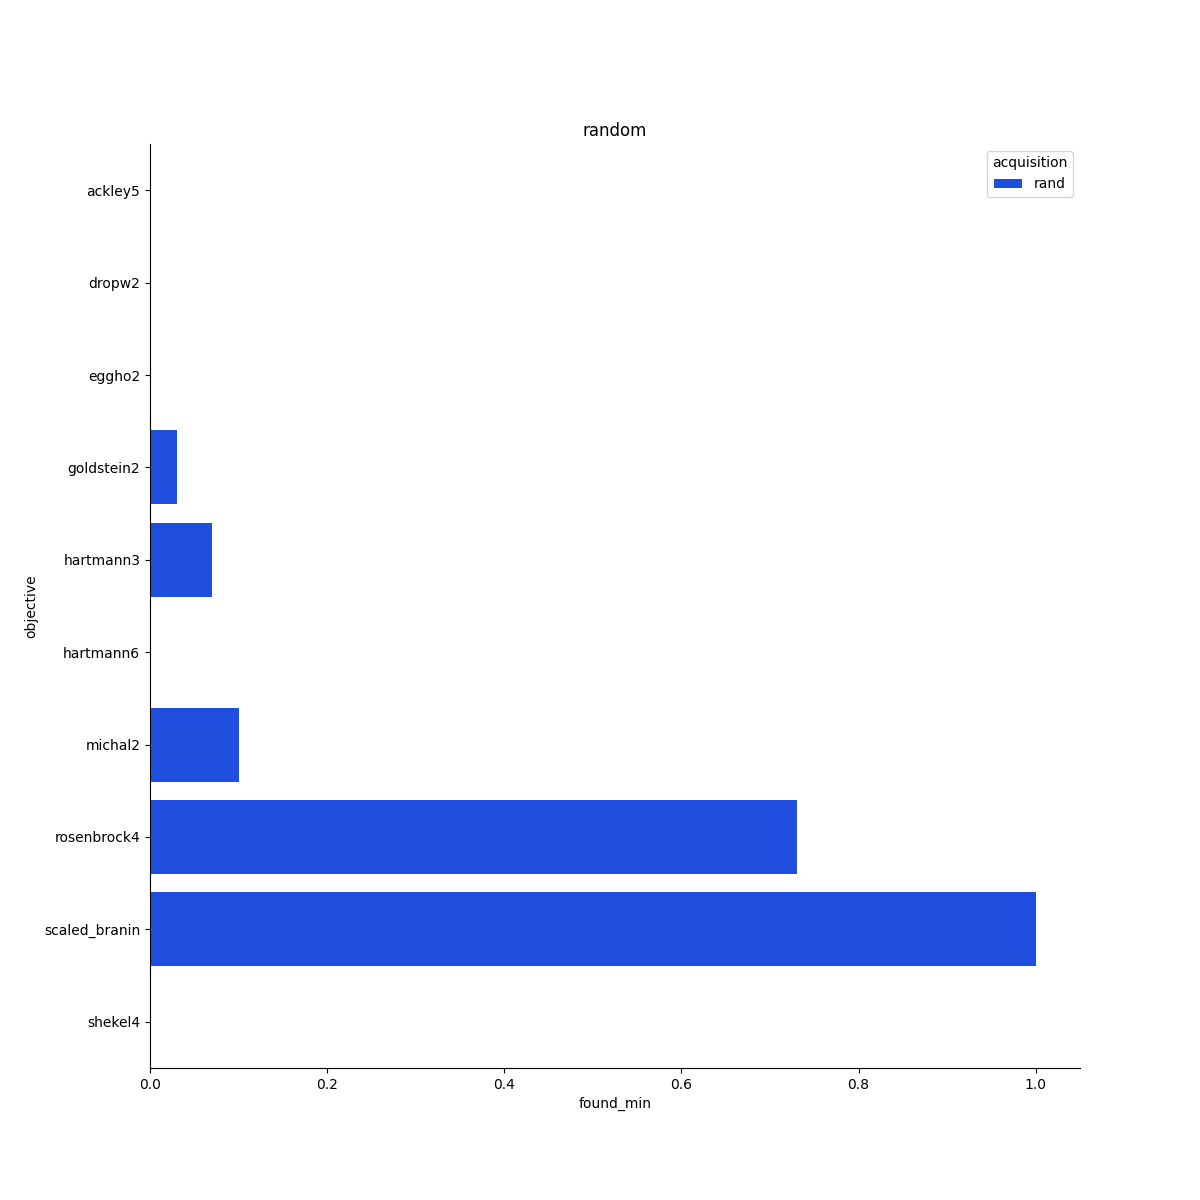 random
acquisition
rand
objective
ackley5
dropw2
eggho2
goldstein2
hartmann3
hartmann6
michal2
rosenbrock4
scaled_branin
shekel4
0.0 0.2 0.4 0.6 0.8 1.0
found_min